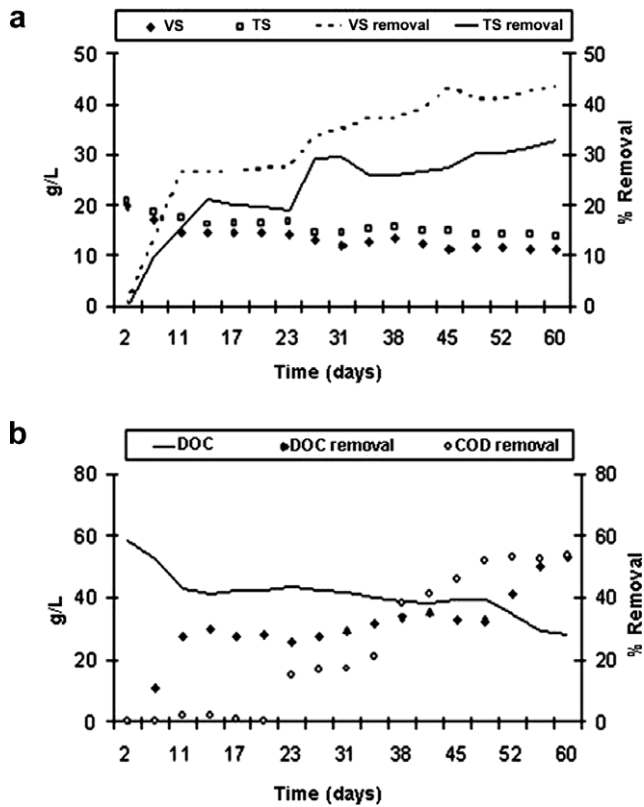 a
VS TS VS removal TS removal
50 50
40 40
30 30
20 20
10 10
0 0
g/L
% Removal
2 11 17 23 31 38 45 52 60
Time (days)
b
DOC DOC removal COD removal
80 80
60 60
40 40
20 20
0 0
g/L
% Removal
2 11 17 23 31 38 45 52 60
Time (days)